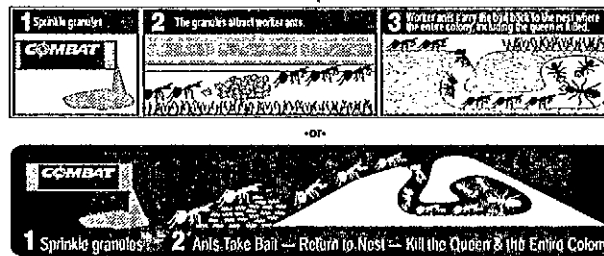 1 Sprinkle granules
COMBAT
2 The granules attract worker ants.
3 Worker ants carry the bait back to the nest where
the entire colony, including the queen is killed.
-or-
COMBAT
1 Sprinkle granules 2 Ants Take Bait — Return to Nest — Kill the Queen & the Entire Colon